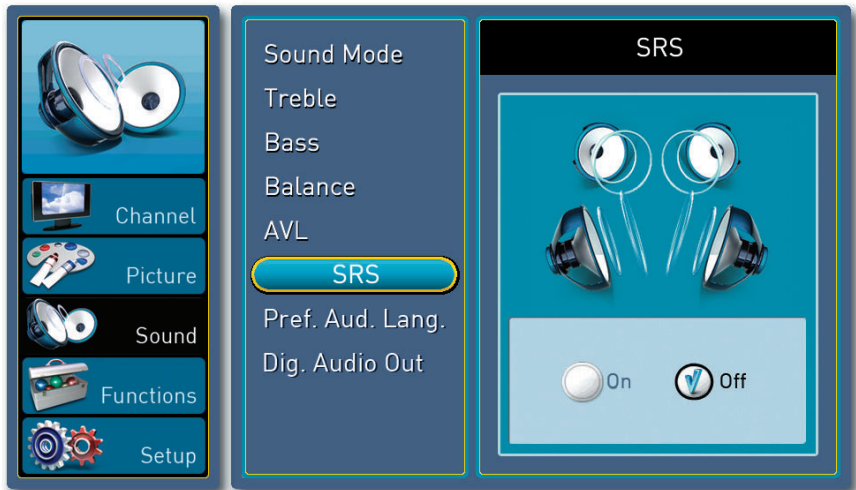 Channel
Picture
Sound
Functions
Setup
Sound Mode
Treble
Bass
Balance
AVL
SRS
Pref. Aud. Lang.
Dig. Audio Out
SRS
On
Off